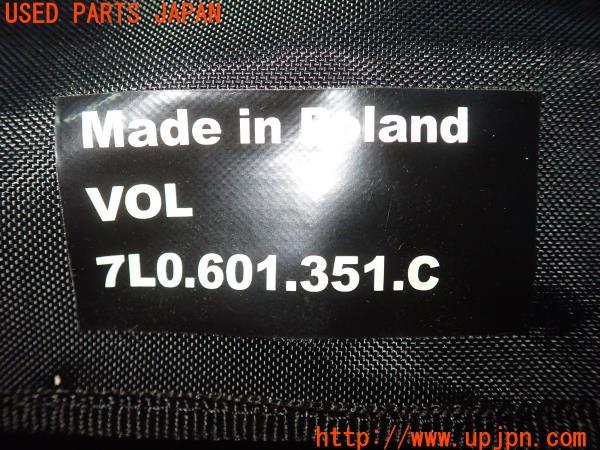 USED PARTS JAPAN
Made in Poland
VOL
7L0.601.351.C
http://www.upjpn.com